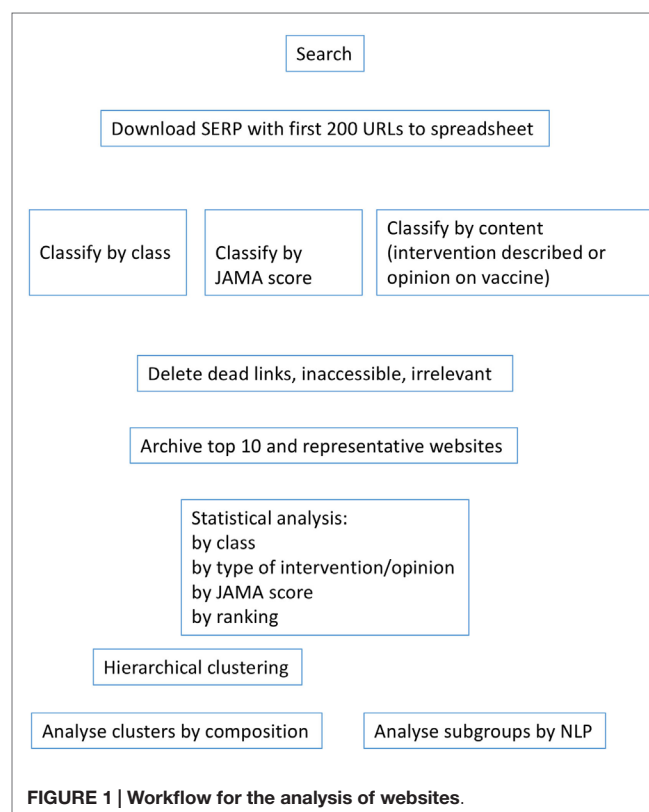 Search
Download SERP with first 200 URLs to spreadsheet
Classify by class
Classify by
JAMA score
Classify by content
(intervention described or
opinion on vaccine)
Delete dead links, inaccessible, irrelevant
Archive top 10 and representative websites
Statistical analysis:
by class
by type of intervention/opinion
by JAMA score
by ranking
Hierarchical clustering
Analyse clusters by composition
Analyse subgroups by NLP
FIGURE 1 | Workflow for the analysis of websites.